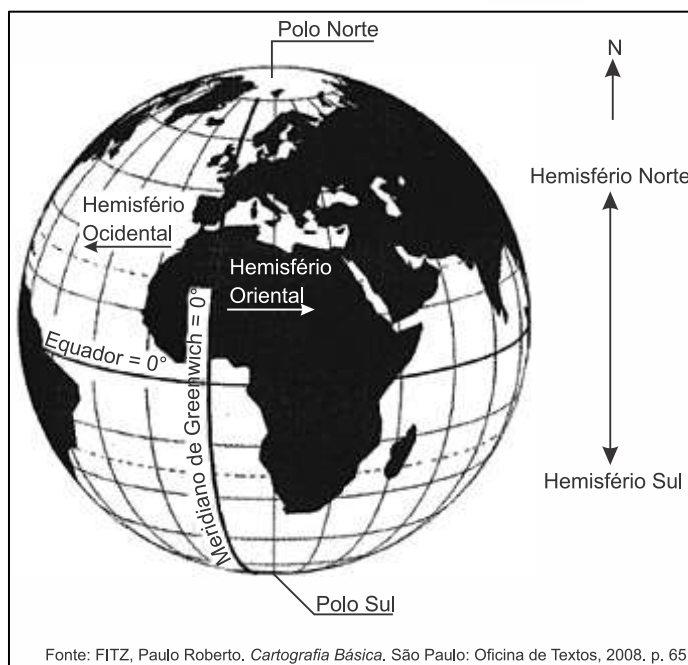 Polo Norte
N
Hemisfério Norte
Hemisfério
Ocidental
Hemisfério
Oriental
Equador = 0°
Meridiano de Greenwich = 0°
Hemisfério Sul
Polo Sul
Fonte: FITZ, Paulo Roberto. Cartografia Básica. São Paulo: Oficina de Textos, 2008, p. 65